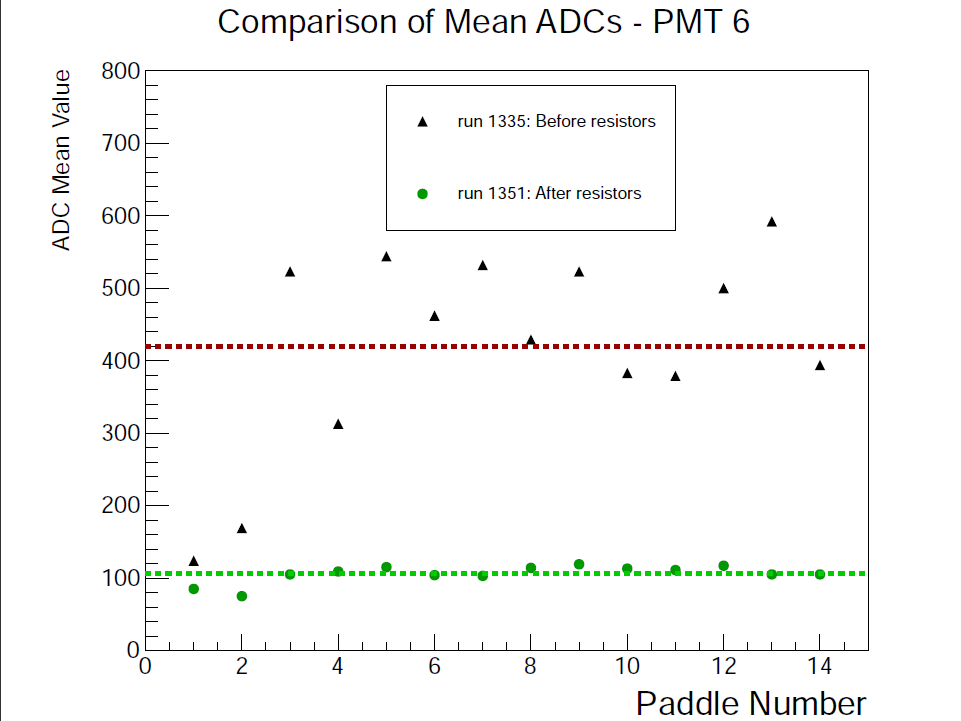 Comparison of Mean ADCs - PMT 6
ADC Mean Value
800
700
600
500
400
300
200
100
0
run 1335: Before resistors
run 1351: After resistors
0 2 4 6 8 10 12 14
Paddle Number